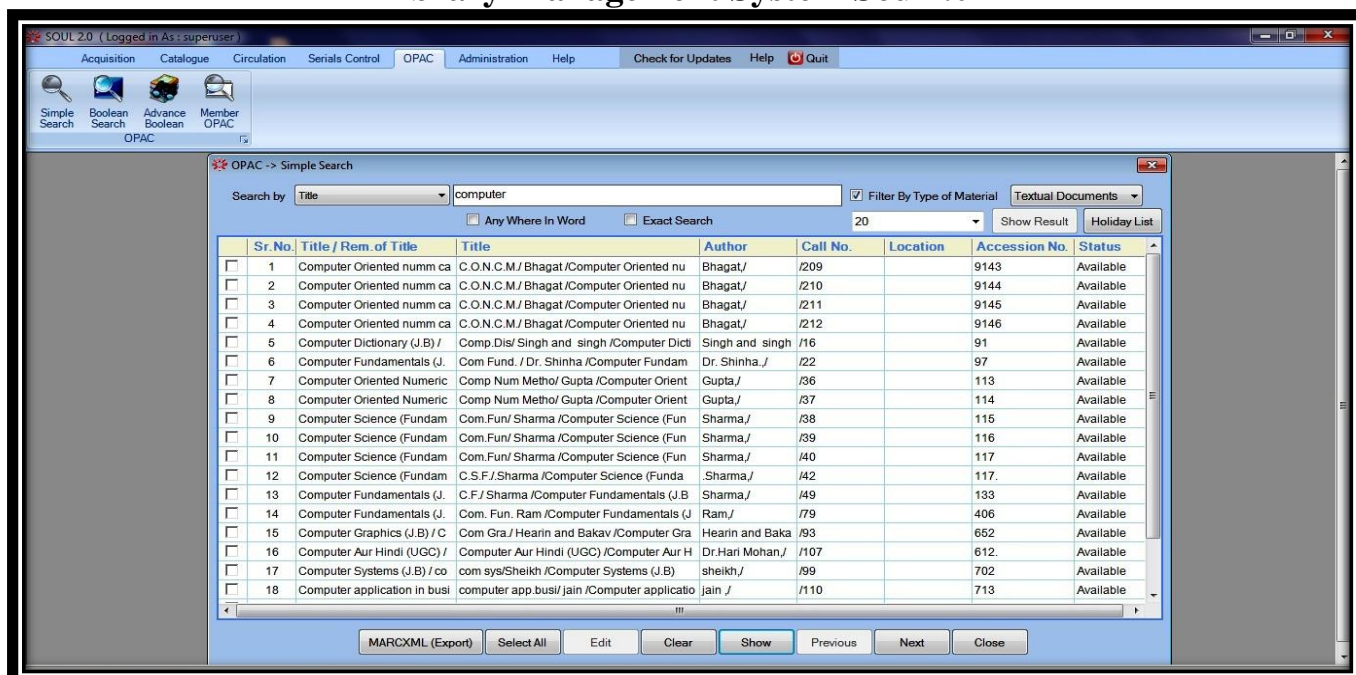 SOUL 2.0 ( Logged in As : superuser )
Acquisition Catalogue Circulation Serials Control OPAC Administration Help Check for Updates Help Quit
Simple Search Boolean Search Advance Boolean Member OPAC
OPAC
OPAC -> Simple Search
Search by Title computer Filter By Type of Material Textual Documents
Any Where In Word Exact Search 20 Show Result Holiday List
Sr.No. Title / Rem.of Title Title Author Call No. Location Accession No. Status
1 Computer Oriented numm ca C.O.N.C.M./ Bhagat /Computer Oriented nu Bhagat,/ /209 9143 Available
2 Computer Oriented numm ca C.O.N.C.M./ Bhagat /Computer Oriented nu Bhagat,/ /210 9144 Available
3 Computer Oriented numm ca C.O.N.C.M./ Bhagat /Computer Oriented nu Bhagat,/ /211 9145 Available
4 Computer Oriented numm ca C.O.N.C.M./ Bhagat /Computer Oriented nu Bhagat,/ /212 9146 Available
5 Computer Dictionary (J.B) / Comp.Dis/ Singh and singh /Computer Dicti Singh and singh /16 91 Available
6 Computer Fundamentals (J. Com Fund. / Dr. Shinha /Computer Fundam Dr. Shinha.,/ /22 97 Available
7 Computer Oriented Numeric Comp Num Metho/ Gupta /Computer Orient Gupta,/ /36 113 Available
8 Computer Oriented Numeric Comp Num Metho/ Gupta /Computer Orient Gupta,/ /37 114 Available
9 Computer Science (Fundam Com.Fun/ Sharma /Computer Science (Fun Sharma,/ /38 115 Available
10 Computer Science (Fundam Com.Fun/ Sharma /Computer Science (Fun Sharma,/ /39 116 Available
11 Computer Science (Fundam Com.Fun/ Sharma /Computer Science (Fun Sharma,/ /40 117 Available
12 Computer Science (Fundam C.S.F./.Sharma /Computer Science (Funda .Sharma,/ /42 117. Available
13 Computer Fundamentals (J. C.F./ Sharma /Computer Fundamentals (J.B Sharma,/ /49 133 Available
14 Computer Fundamentals (J. Com. Fun. Ram /Computer Fundamentals (J Ram,/ /79 406 Available
15 Computer Graphics (J.B) / C Com Gra./ Hearin and Bakav /Computer Gra Hearin and Baka /93 652 Available
16 Computer Aur Hindi (UGC) / Computer Aur Hindi (UGC) /Computer Aur H Dr.Hari Mohan,/ /107 612. Available
17 Computer Systems (J.B) / co com sys/Sheikh /Computer Systems (J.B) sheikh,/ /99 702 Available
18 Computer application in busi computer app.busi/ jain /Computer applicatio jain ,/ /110 713 Available
MARCXML (Export) Select All Edit Clear Show Previous Next Close